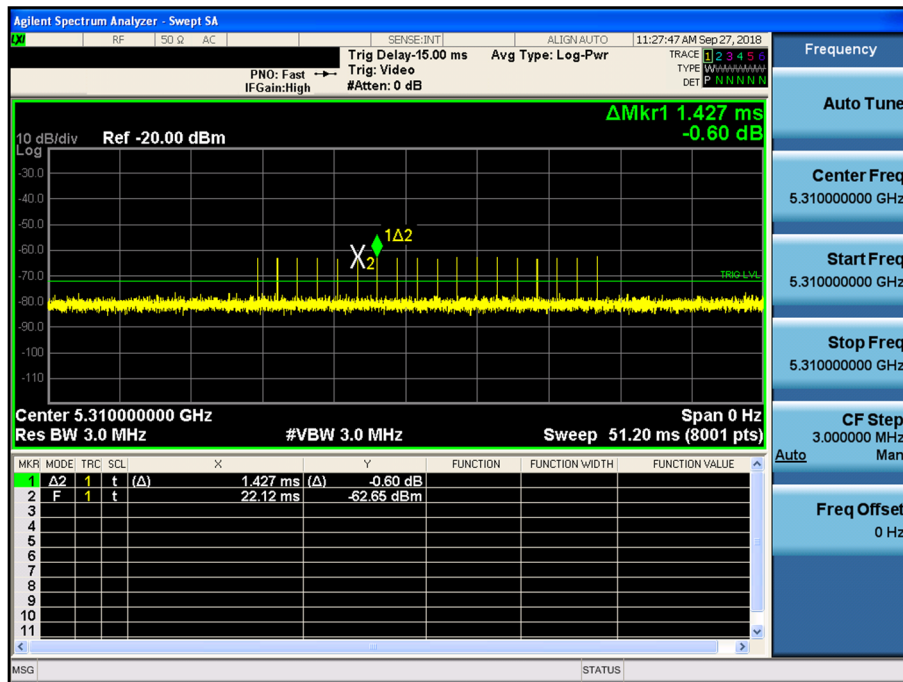 Agilent Spectrum Analyzer - Swept SA
LXI RF 50 Ω AC SENSE:INT ALIGN AUTO 11:27:47 AM Sep 27, 2018
PNO: Fast
IFGain:High
Trig Delay-15.00 ms
Trig: Video
#Atten: 0 dB
Avg Type: Log-Pwr
TRACE 1 2 3 4 5 6
TYPE W
DET P N N N N N
ΔMkr1 1.427 ms
-0.60 dB
10 dB/div Ref -20.00 dBm
Log
-30.0
-40.0
-50.0
-60.0
-70.0
-80.0
-90.0
-100
-110
1Δ2
X2
TRIG LVL
Center 5.310000000 GHz Span 0 Hz
Res BW 3.0 MHz #VBW 3.0 MHz Sweep 51.20 ms (8001 pts)
MKR MODE TRC SCL X Y FUNCTION FUNCTION WIDTH FUNCTION VALUE
1 Δ2 1 t (Δ) 1.427 ms (Δ) -0.60 dB
2 F 1 t 22.12 ms -62.65 dBm
3
4
5
6
7
8
9
10
11
MSG STATUS
Frequency
Auto Tune
Center Freq
5.310000000 GHz
Start Freq
5.310000000 GHz
Stop Freq
5.310000000 GHz
CF Step
3.000000 MHz
Auto Man
Freq Offset
0 Hz